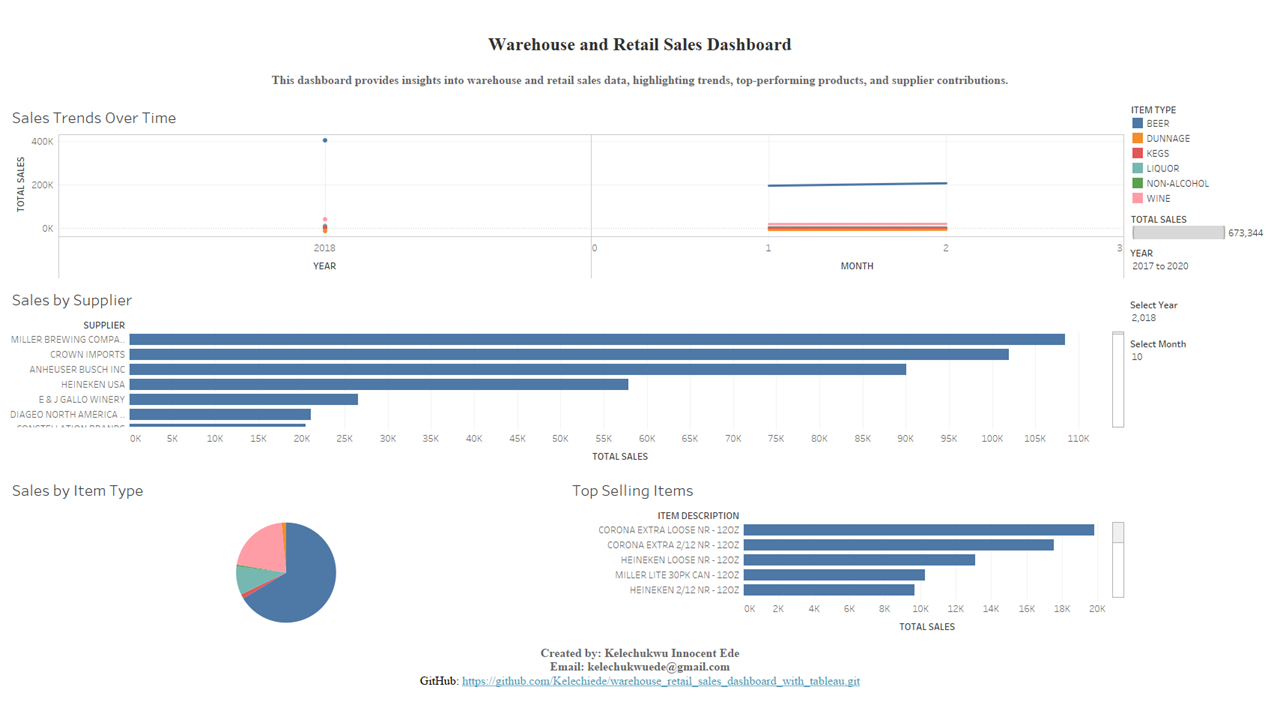 Warehouse and Retail Sales Dashboard
This dashboard provides insights into warehouse and retail sales data, highlighting trends, top-performing products, and supplier contributions.
Sales Trends Over Time
TOTAL SALES
400K
200K
0K
2018
YEAR
0 1 2 3
MONTH
ITEM TYPE
BEER
DUNNAGE
KEGS
LIQUOR
NON-ALCOHOL
WINE
TOTAL SALES
673,344
YEAR
2017 to 2020
Sales by Supplier
SUPPLIER
MILLER BREWING COMPA..
CROWN IMPORTS
ANHEUSER BUSCH INC
HEINEKEN USA
E & J GALLO WINERY
DIAGEO NORTH AMERICA ..
CONSTELLATION BRANDS
0K 5K 10K 15K 20K 25K 30K 35K 40K 45K 50K 55K 60K 65K 70K 75K 80K 85K 90K 95K 100K 105K 110K
TOTAL SALES
Select Year
2,018
Select Month
10
Sales by Item Type
Top Selling Items
ITEM DESCRIPTION
CORONA EXTRA LOOSE NR - 12OZ
CORONA EXTRA 2/12 NR - 12OZ
HEINEKEN LOOSE NR - 12OZ
MILLER LITE 30PK CAN - 12OZ
HEINEKEN 2/12 NR - 12OZ
0K 2K 4K 6K 8K 10K 12K 14K 16K 18K 20K
TOTAL SALES
Created by: Kelechukwu Innocent Ede
Email: kelechukwuede@gmail.com
GitHub: https://github.com/Kelechiede/warehouse_retail_sales_dashboard_with_tableau.git